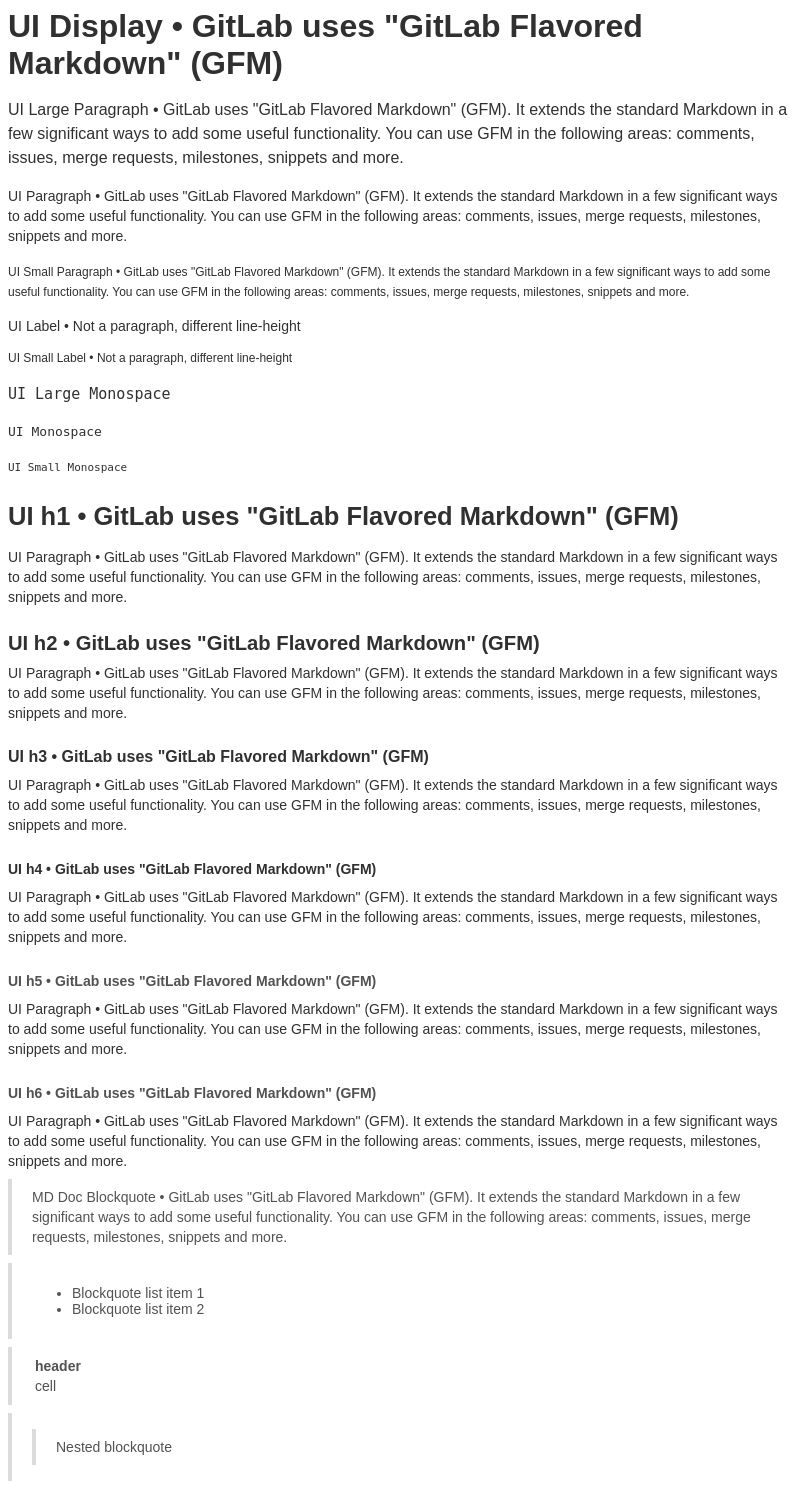 UI Display • GitLab uses "GitLab Flavored
Markdown" (GFM)
UI Large Paragraph • GitLab uses "GitLab Flavored Markdown" (GFM). It extends the standard Markdown in a
few significant ways to add some useful functionality. You can use GFM in the following areas: comments,
issues, merge requests, milestones, snippets and more.
UI Paragraph • GitLab uses "GitLab Flavored Markdown" (GFM). It extends the standard Markdown in a few significant ways
to add some useful functionality. You can use GFM in the following areas: comments, issues, merge requests, milestones,
snippets and more.
UI Small Paragraph • GitLab uses "GitLab Flavored Markdown" (GFM). It extends the standard Markdown in a few significant ways to add some
useful functionality. You can use GFM in the following areas: comments, issues, merge requests, milestones, snippets and more.
UI Label • Not a paragraph, different line-height
UI Small Label • Not a paragraph, different line-height
UI Large Monospace
UI Monospace
UI Small Monospace
UI h1 • GitLab uses "GitLab Flavored Markdown" (GFM)
UI Paragraph • GitLab uses "GitLab Flavored Markdown" (GFM). It extends the standard Markdown in a few significant ways
to add some useful functionality. You can use GFM in the following areas: comments, issues, merge requests, milestones,
snippets and more.
UI h2 • GitLab uses "GitLab Flavored Markdown" (GFM)
UI Paragraph • GitLab uses "GitLab Flavored Markdown" (GFM). It extends the standard Markdown in a few significant ways
to add some useful functionality. You can use GFM in the following areas: comments, issues, merge requests, milestones,
snippets and more.
UI h3 • GitLab uses "GitLab Flavored Markdown" (GFM)
UI Paragraph • GitLab uses "GitLab Flavored Markdown" (GFM). It extends the standard Markdown in a few significant ways
to add some useful functionality. You can use GFM in the following areas: comments, issues, merge requests, milestones,
snippets and more.
UI h4 • GitLab uses "GitLab Flavored Markdown" (GFM)
UI Paragraph • GitLab uses "GitLab Flavored Markdown" (GFM). It extends the standard Markdown in a few significant ways
to add some useful functionality. You can use GFM in the following areas: comments, issues, merge requests, milestones,
snippets and more.
UI h5 • GitLab uses "GitLab Flavored Markdown" (GFM)
UI Paragraph • GitLab uses "GitLab Flavored Markdown" (GFM). It extends the standard Markdown in a few significant ways
to add some useful functionality. You can use GFM in the following areas: comments, issues, merge requests, milestones,
snippets and more.
UI h6 • GitLab uses "GitLab Flavored Markdown" (GFM)
UI Paragraph • GitLab uses "GitLab Flavored Markdown" (GFM). It extends the standard Markdown in a few significant ways
to add some useful functionality. You can use GFM in the following areas: comments, issues, merge requests, milestones,
snippets and more.
MD Doc Blockquote • GitLab uses "GitLab Flavored Markdown" (GFM). It extends the standard Markdown in a few
significant ways to add some useful functionality. You can use GFM in the following areas: comments, issues, merge
requests, milestones, snippets and more.
• Blockquote list item 1
• Blockquote list item 2
header
cell
Nested blockquote